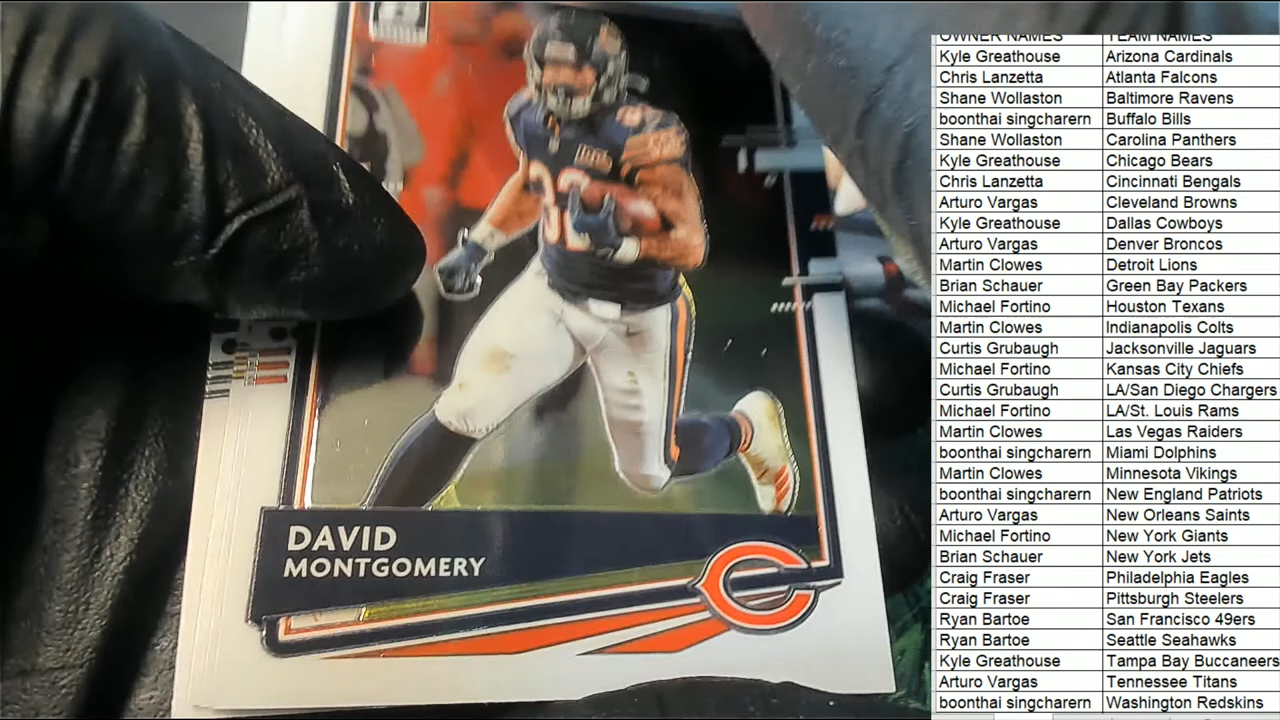 DAVID
MONTGOMERY
OWNER NAMES TEAM NAMES
Kyle Greathouse Arizona Cardinals
Chris Lanzetta Atlanta Falcons
Shane Wollaston Baltimore Ravens
boonthai singcharern Buffalo Bills
Shane Wollaston Carolina Panthers
Kyle Greathouse Chicago Bears
Chris Lanzetta Cincinnati Bengals
Arturo Vargas Cleveland Browns
Kyle Greathouse Dallas Cowboys
Arturo Vargas Denver Broncos
Martin Clowes Detroit Lions
Brian Schauer Green Bay Packers
Michael Fortino Houston Texans
Martin Clowes Indianapolis Colts
Curtis Grubaugh Jacksonville Jaguars
Michael Fortino Kansas City Chiefs
Curtis Grubaugh LA/San Diego Chargers
Michael Fortino LA/St. Louis Rams
Martin Clowes Las Vegas Raiders
boonthai singcharern Miami Dolphins
Martin Clowes Minnesota Vikings
boonthai singcharern New England Patriots
Arturo Vargas New Orleans Saints
Michael Fortino New York Giants
Brian Schauer New York Jets
Craig Fraser Philadelphia Eagles
Craig Fraser Pittsburgh Steelers
Ryan Bartoe San Francisco 49ers
Ryan Bartoe Seattle Seahawks
Kyle Greathouse Tampa Bay Buccaneers
Arturo Vargas Tennessee Titans
boonthai singcharern Washington Redskins